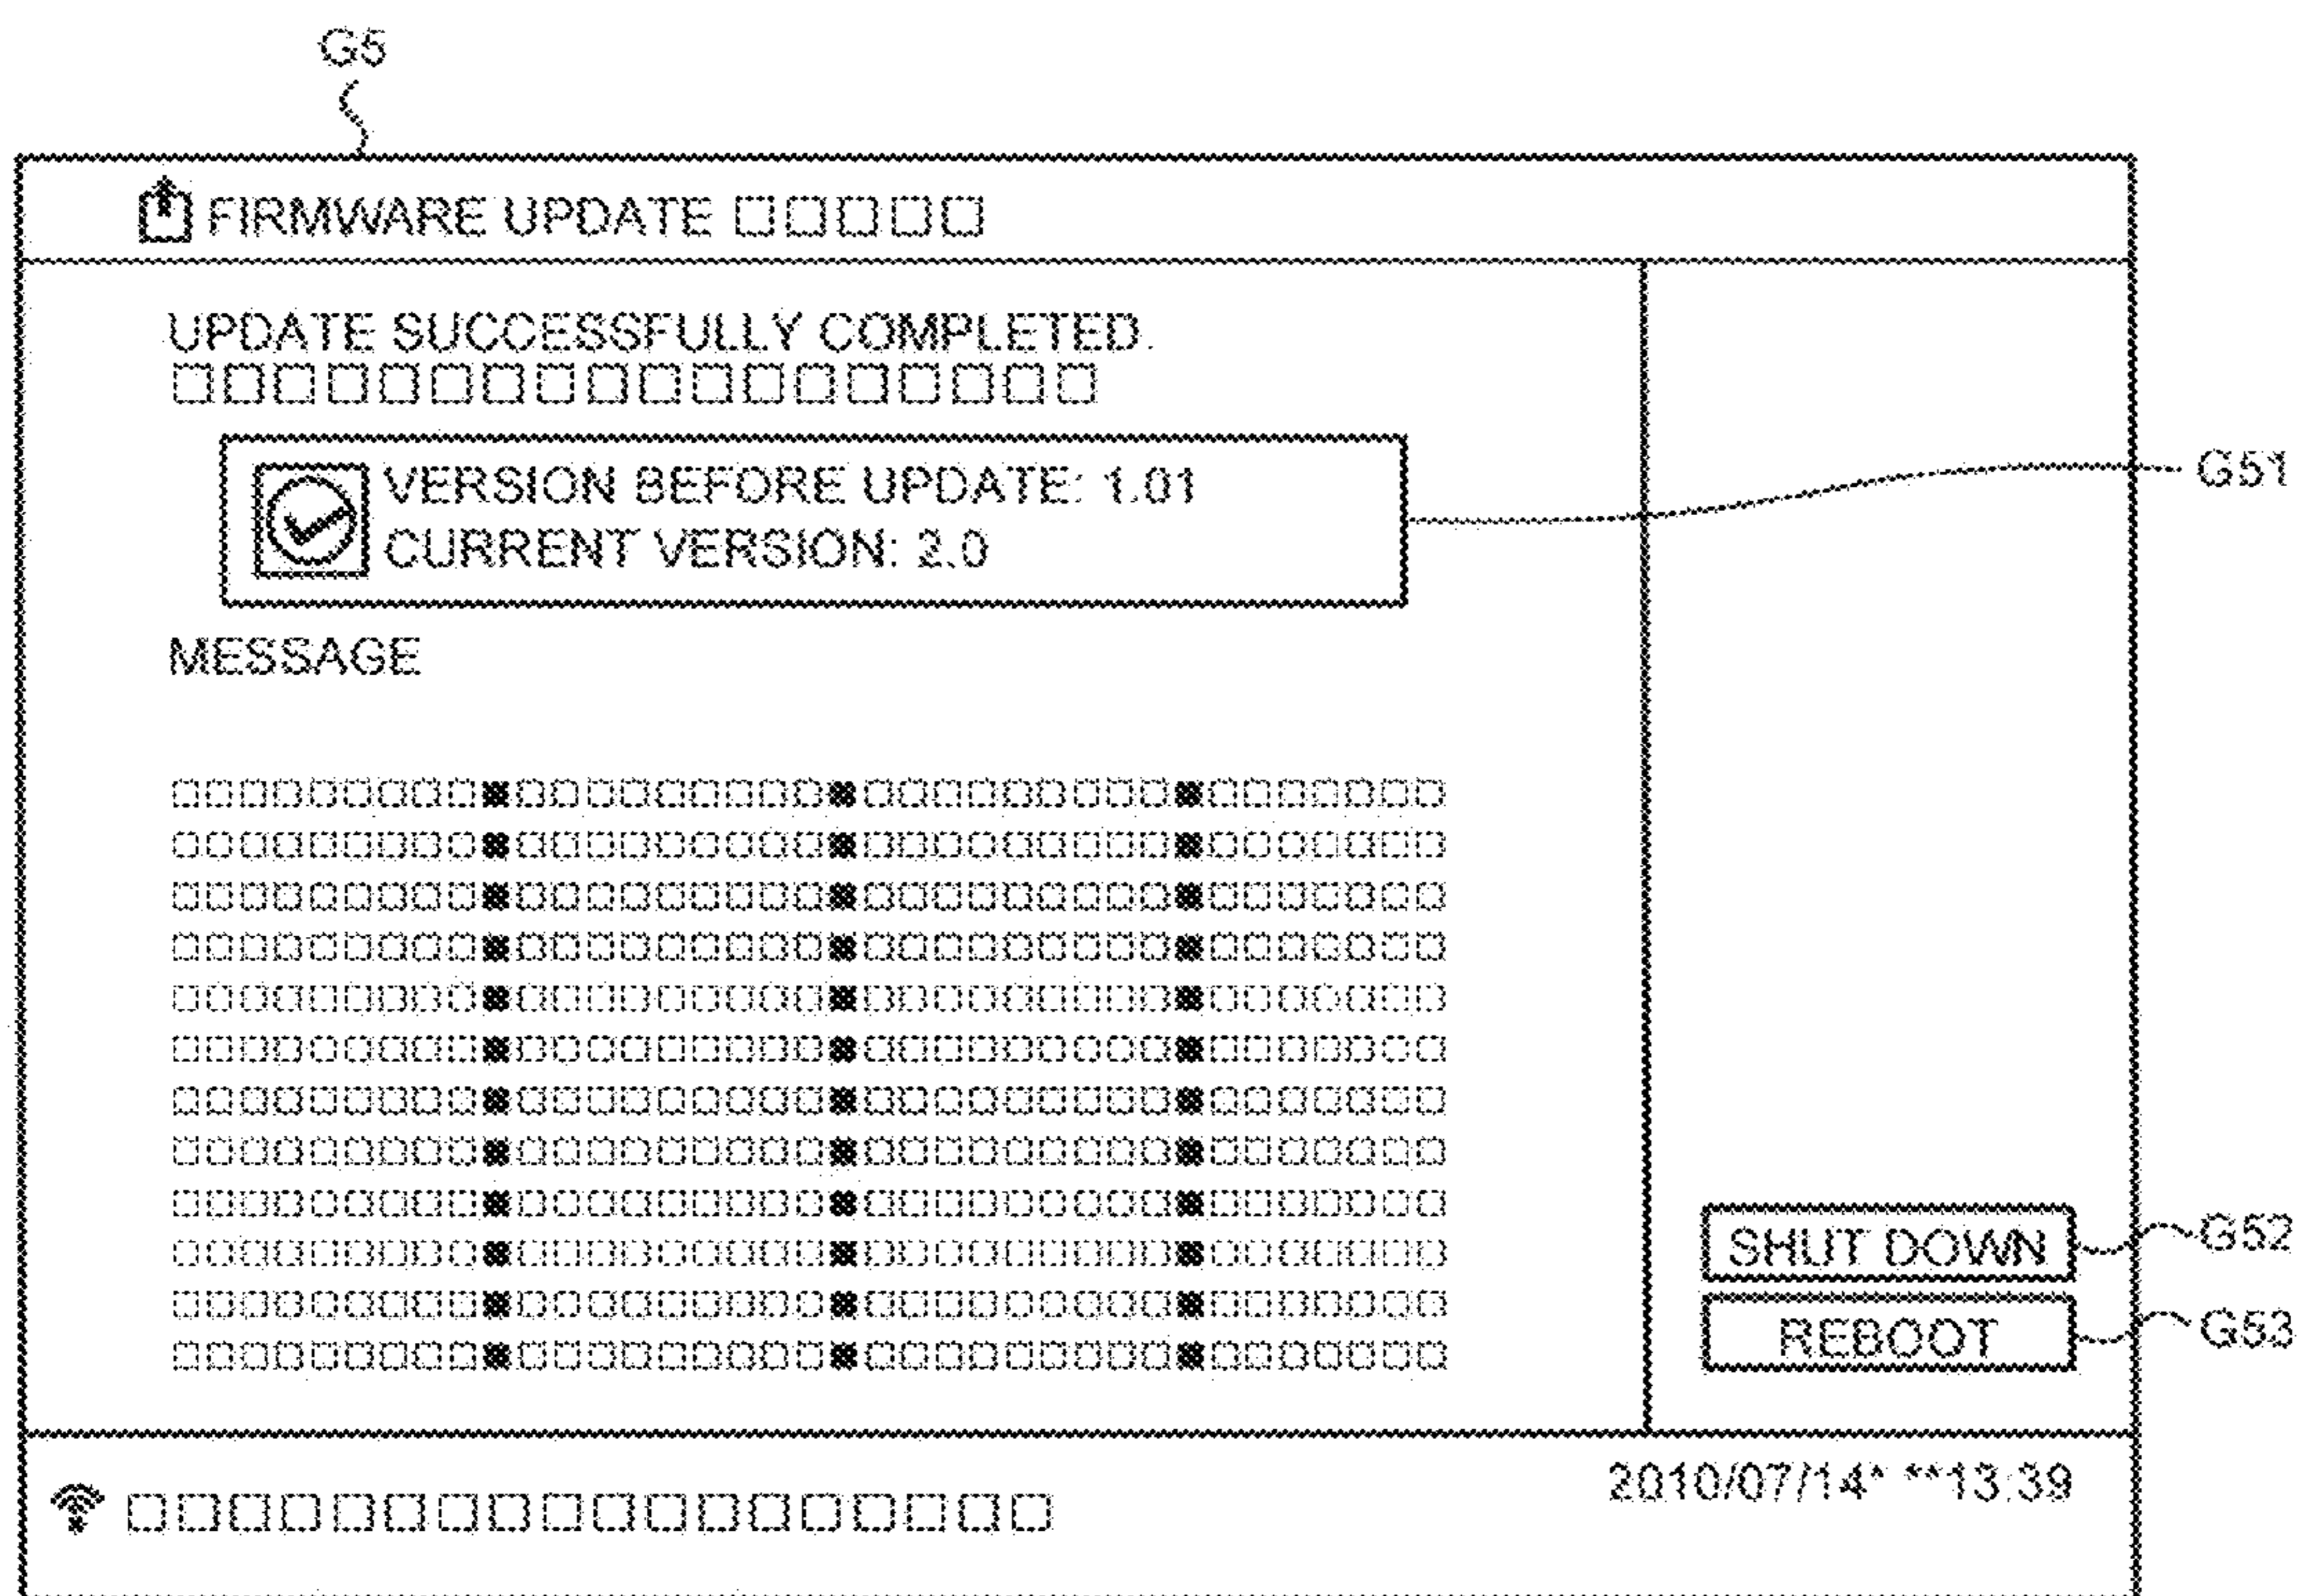 G5
FIRMWARE UPDATE □□□□□
UPDATE SUCCESSFULLY COMPLETED.
□□□□□□□□□□□□□□□□□□
VERSION BEFORE UPDATE: 1.01
CURRENT VERSION: 2.0
G51
MESSAGE
□□□□□□□□□■□□□□□□□□□■□□□□□□□□□■□□□□□□□
□□□□□□□□□■□□□□□□□□□■□□□□□□□□□■□□□□□□□
□□□□□□□□□■□□□□□□□□□■□□□□□□□□□■□□□□□□□
□□□□□□□□□■□□□□□□□□□■□□□□□□□□□■□□□□□□□
□□□□□□□□□■□□□□□□□□□■□□□□□□□□□■□□□□□□□
□□□□□□□□□■□□□□□□□□□■□□□□□□□□□■□□□□□□□
□□□□□□□□□■□□□□□□□□□■□□□□□□□□□■□□□□□□□
□□□□□□□□□■□□□□□□□□□■□□□□□□□□□■□□□□□□□
□□□□□□□□□■□□□□□□□□□■□□□□□□□□□■□□□□□□□
□□□□□□□□□■□□□□□□□□□■□□□□□□□□□■□□□□□□□
□□□□□□□□□■□□□□□□□□□■□□□□□□□□□■□□□□□□□
□□□□□□□□□■□□□□□□□□□■□□□□□□□□□■□□□□□□□
SHUT DOWN
G52
REBOOT
G53
□□□□□□□□□□□□□□□□□□
2010/07/14* **13:39